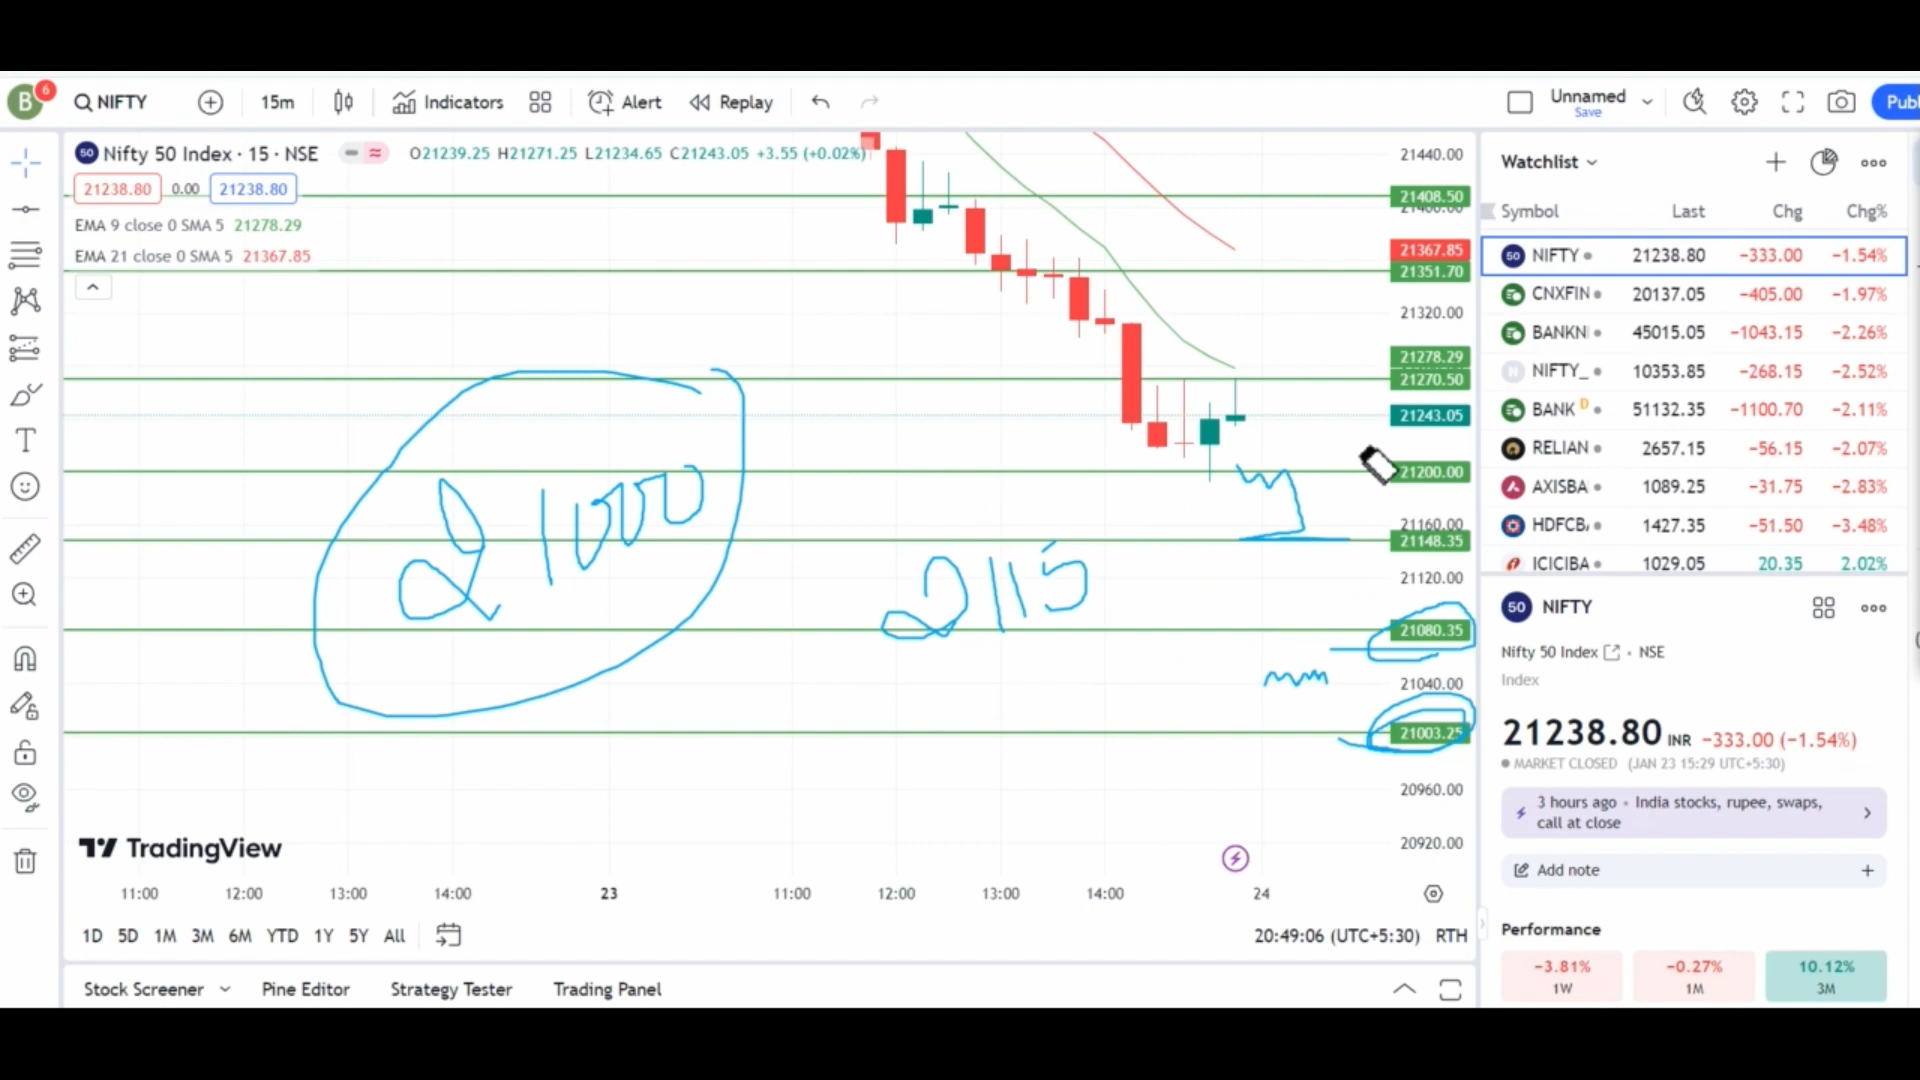 B 6 NIFTY 15m Indicators Alert Replay Unnamed Save Publ
50 Nifty 50 Index · 15 · NSE O21239.25 H21271.25 L21234.65 C21243.05 +3.55 (+0.02%)
21238.80 0.00 21238.80
EMA 9 close 0 SMA 5 21278.29
EMA 21 close 0 SMA 5 21367.85
21440.00
21408.50
21400.00
21367.85
21351.70
21320.00
21278.29
21270.50
21243.05
21200.00
21160.00
21148.35
21120.00
21080.35
21040.00
21003.25
20960.00
20920.00
21000
2115
TradingView
11:00 12:00 13:00 14:00 23 11:00 12:00 13:00 14:00 24
1D 5D 1M 3M 6M YTD 1Y 5Y All 20:49:06 (UTC+5:30) RTH
Stock Screener Pine Editor Strategy Tester Trading Panel
Watchlist
Symbol Last Chg Chg%
50 NIFTY 21238.80 −333.00 −1.54%
CNXFIN 20137.05 −405.00 −1.97%
BANKN 45015.05 −1043.15 −2.26%
N NIFTY_ 10353.85 −268.15 −2.52%
BANK D 51132.35 −1100.70 −2.11%
RELIAN 2657.15 −56.15 −2.07%
AXISBA 1089.25 −31.75 −2.83%
HDFCB 1427.35 −51.50 −3.48%
ICICIBA 1029.05 20.35 2.02%
50 NIFTY
Nifty 50 Index · NSE
Index
21238.80 INR −333.00 (−1.54%)
MARKET CLOSED (JAN 23 15:29 UTC+5:30)
3 hours ago · India stocks, rupee, swaps,
call at close
Add note
Performance
−3.81% −0.27% 10.12%
1W 1M 3M